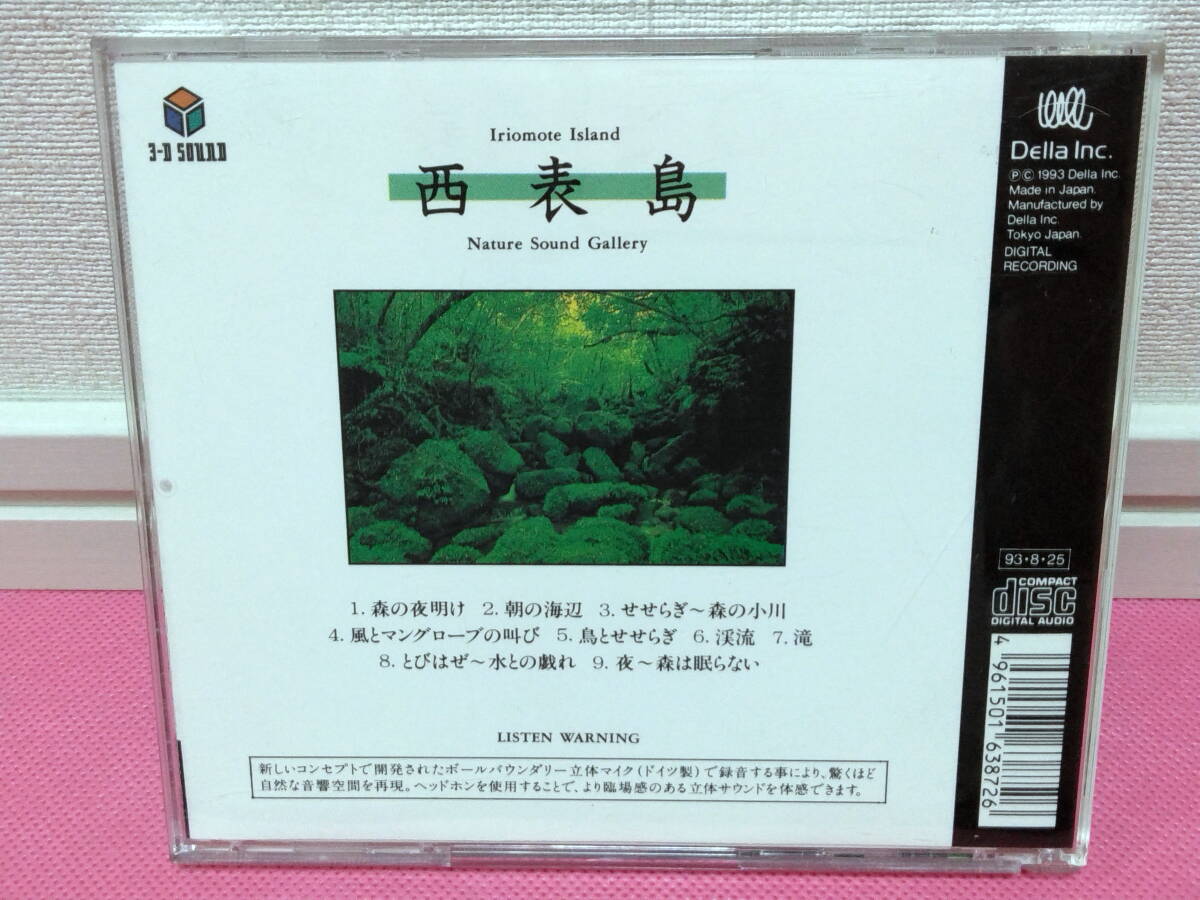 3-D SOUND
Iriomote Island
西表島
Nature Sound Gallery
1. 森の夜明け 2. 朝の海辺 3. せせらぎ〜森の小川
4. 風とマングローブの叫び 5.鳥とせせらぎ 6. 渓流 7. 滝
8. とびはぜ〜水との戯れ 9. 夜〜森は眠らない
LISTEN WARNING
新しいコンセプトで開発されたボールバウンダリー立体マイク(ドイツ製)で録音する事により、驚くほど
自然な音響空間を再現。ヘッドホンを使用することで、より臨場感のある立体サウンドを体感できます。
Della Inc.
ⓅⒸ 1993 Della Inc.
Made in Japan.
Manufactured by
Della Inc.
Tokyo Japan.
DIGITAL
RECORDING
93・8・25
COMPACT
disc
DIGITAL AUDIO
4 961501 638726